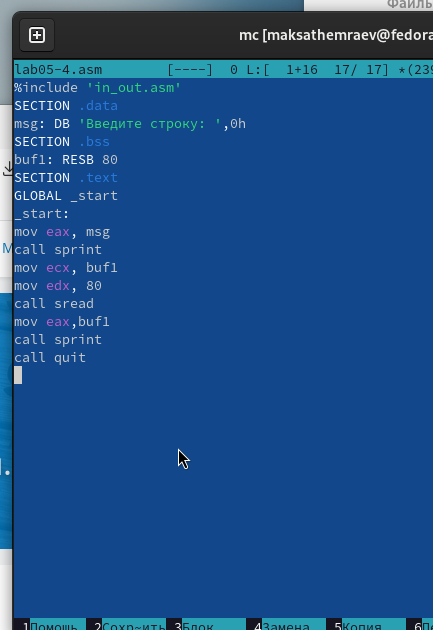 Файлы
mc [maksathemraev@fedora
lab05-4.asm [----] 0 L:[ 1+16 17/ 17] *(239
%include 'in_out.asm'
SECTION .data
msg: DB 'Введите строку: ',0h
SECTION .bss
buf1: RESB 80
SECTION .text
GLOBAL _start
_start:
mov eax, msg
call sprint
mov ecx, buf1
mov edx, 80
call sread
mov eax,buf1
call sprint
call quit
1Помощь 2Сохр~ить 3Блок 4Замена 5Копия 6